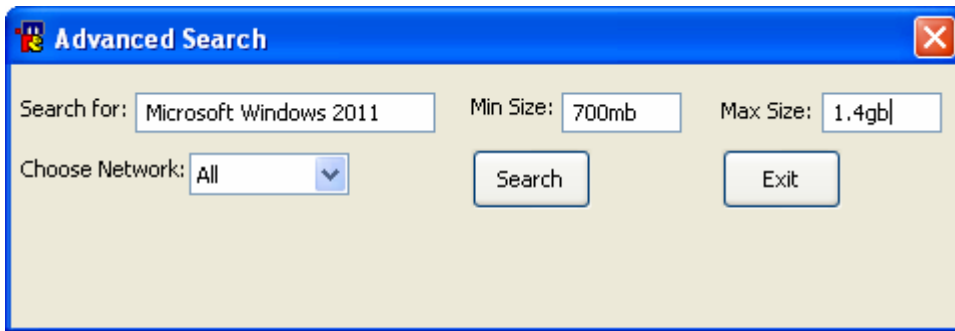 Advanced Search
Search for: Microsoft Windows 2011 Min Size: 700mb Max Size: 1.4gb
Choose Network: All Search Exit